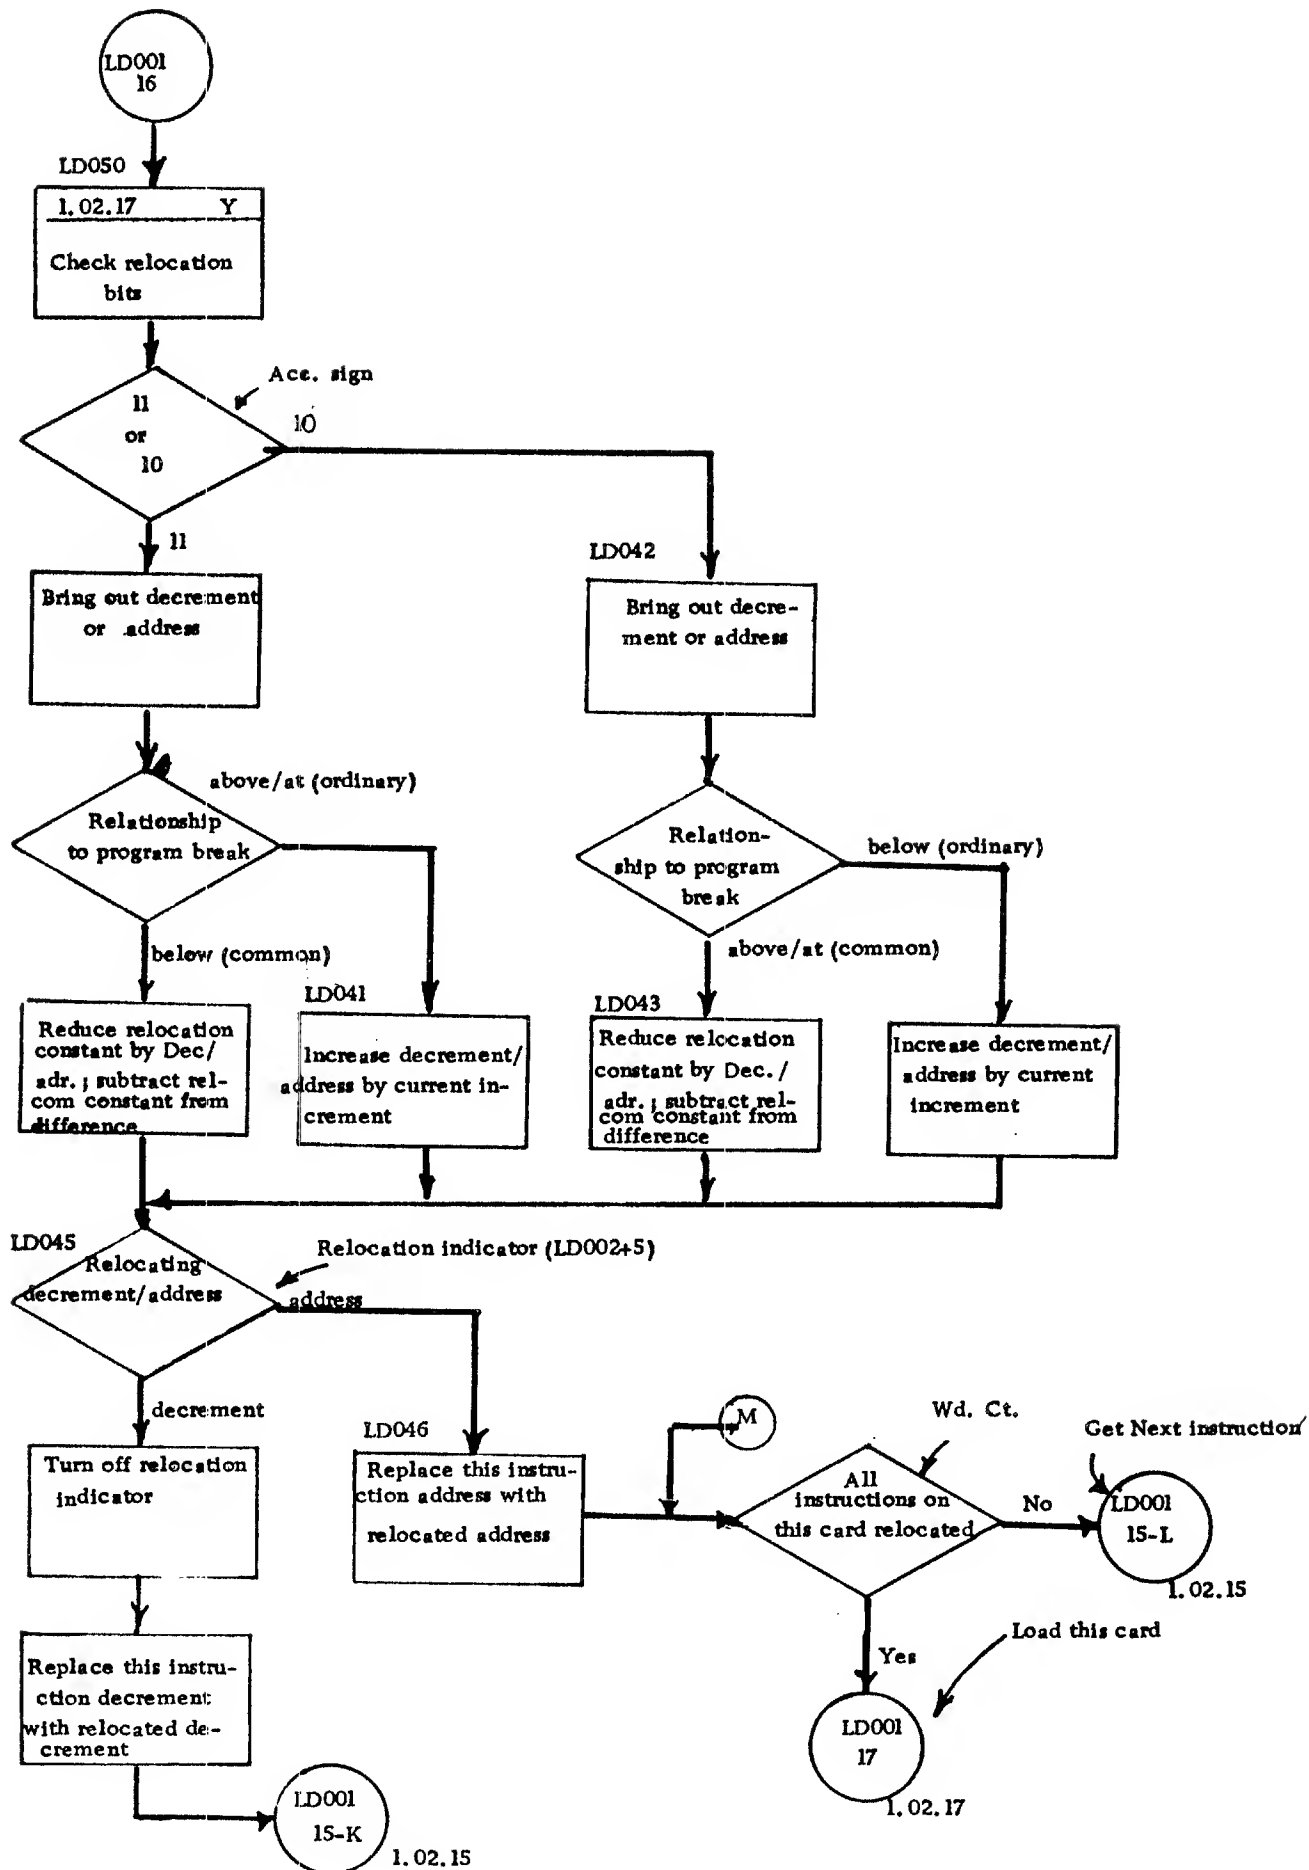 LD001
16
LD050
1.02.17 Y
Check relocation
bits
Acc. sign
11
or
10
10
11
LD042
Bring out decrement
or address
Bring out decre-
ment or address
above/at (ordinary)
Relationship
to program break
below (ordinary)
Relation-
ship to program
break
below (common)
above/at (common)
LD041
LD043
Reduce relocation
constant by Dec/
adr. ; subtract rel-
com constant from
difference
Increase decrement/
address by current in-
crement
Reduce relocation
constant by Dec./
adr. ; subtract rel-
com constant from
difference
Increase decrement/
address by current
increment
LD045
Relocating
decrement/address
Relocation indicator (LD002+5)
address
decrement
LD046
M
Wd. Ct.
Get Next instruction
Turn off relocation
indicator
Replace this instru-
ction address with
relocated address
All
instructions on
this card relocated
No
LD001
15-L
1.02.15
Yes
Load this card
Replace this instru-
ction decrement
with relocated de-
crement
LD001
17
1.02.17
LD001
15-K
1.02.15